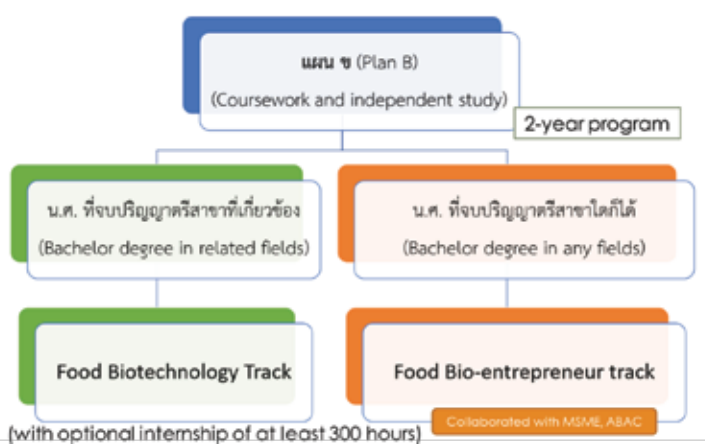 แผน ข (Plan B)
(Coursework and independent study)
2-year program
น.ศ. ที่จบปริญญาตรีสาขาที่เกี่ยวข้อง
(Bachelor degree in related fields)
น.ศ. ที่จบปริญญาตรีสาขาใดก็ได้
(Bachelor degree in any fields)
Food Biotechnology Track
Food Bio-entrepreneur track
Collaborated with MSME, ABAC
(with optional internship of at least 300 hours)